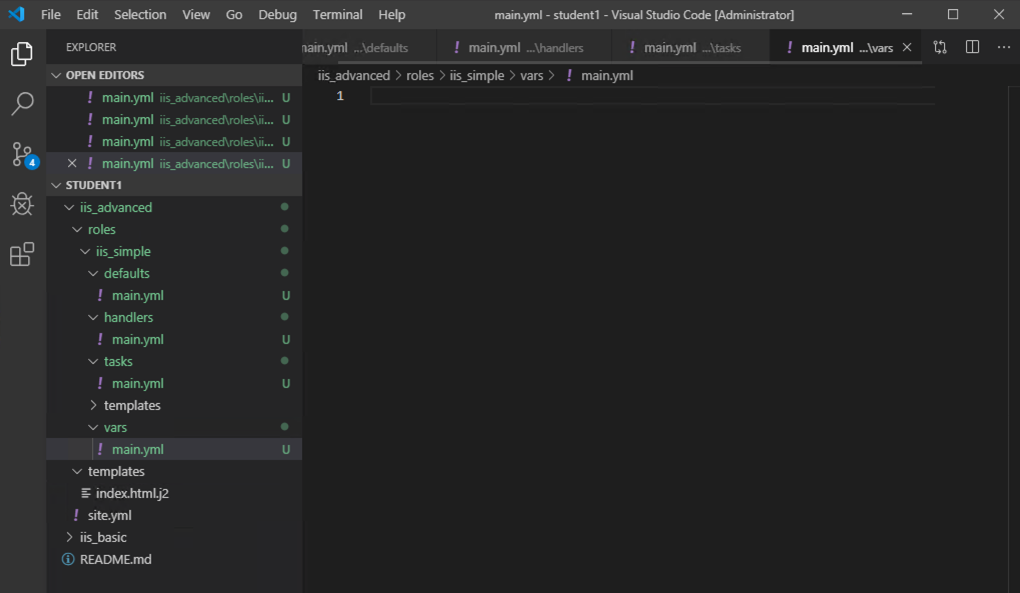 File Edit Selection View Go Debug Terminal Help main.yml - student1 - Visual Studio Code [Administrator]
EXPLORER
main.yml ...\defaults ! main.yml ...\handlers ! main.yml ...\tasks ! main.yml ...\vars
OPEN EDITORS
iis_advanced > roles > iis_simple > vars > ! main.yml
! main.yml iis_advanced\roles\ii... U
1
! main.yml iis_advanced\roles\ii... U
! main.yml iis_advanced\roles\ii... U
! main.yml iis_advanced\roles\ii... U
4
STUDENT1
iis_advanced
roles
iis_simple
defaults
! main.yml U
handlers
! main.yml U
tasks
! main.yml U
templates
vars
! main.yml U
templates
index.html.j2
! site.yml
iis_basic
README.md